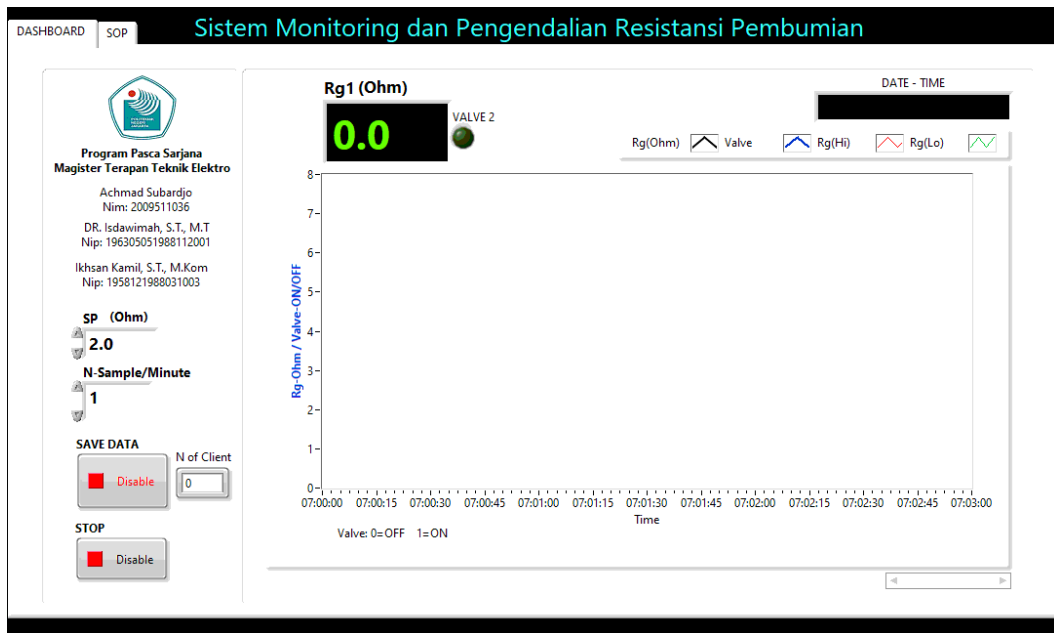 DASHBOARD
SOP
Sistem Monitoring dan Pengendalian Resistansi Pembumian
Program Pasca Sarjana
Magister Terapan Teknik Elektro
Achmad Subardjo
Nim: 2009511036
DR. Isdawimah, S.T., M.T
Nip: 196305051988112001
Ikhsan Kamil, S.T., M.Kom
Nip: 1958121988031003
SP (Ohm)
2.0
N-Sample/Minute
1
SAVE DATA
Disable
N of Client
0
STOP
Disable
Rg1 (Ohm)
0.0
VALVE 2
DATE - TIME
Rg(Ohm) Valve Rg(Hi) Rg(Lo)
Rg-Ohm / Valve-ON/OFF
8
7
6
5
4
3
2
1
0
07:00:00 07:00:15 07:00:30 07:00:45 07:01:00 07:01:15 07:01:30 07:01:45 07:02:00 07:02:15 07:02:30 07:02:45 07:03:00
Time
Valve: 0=OFF 1=ON